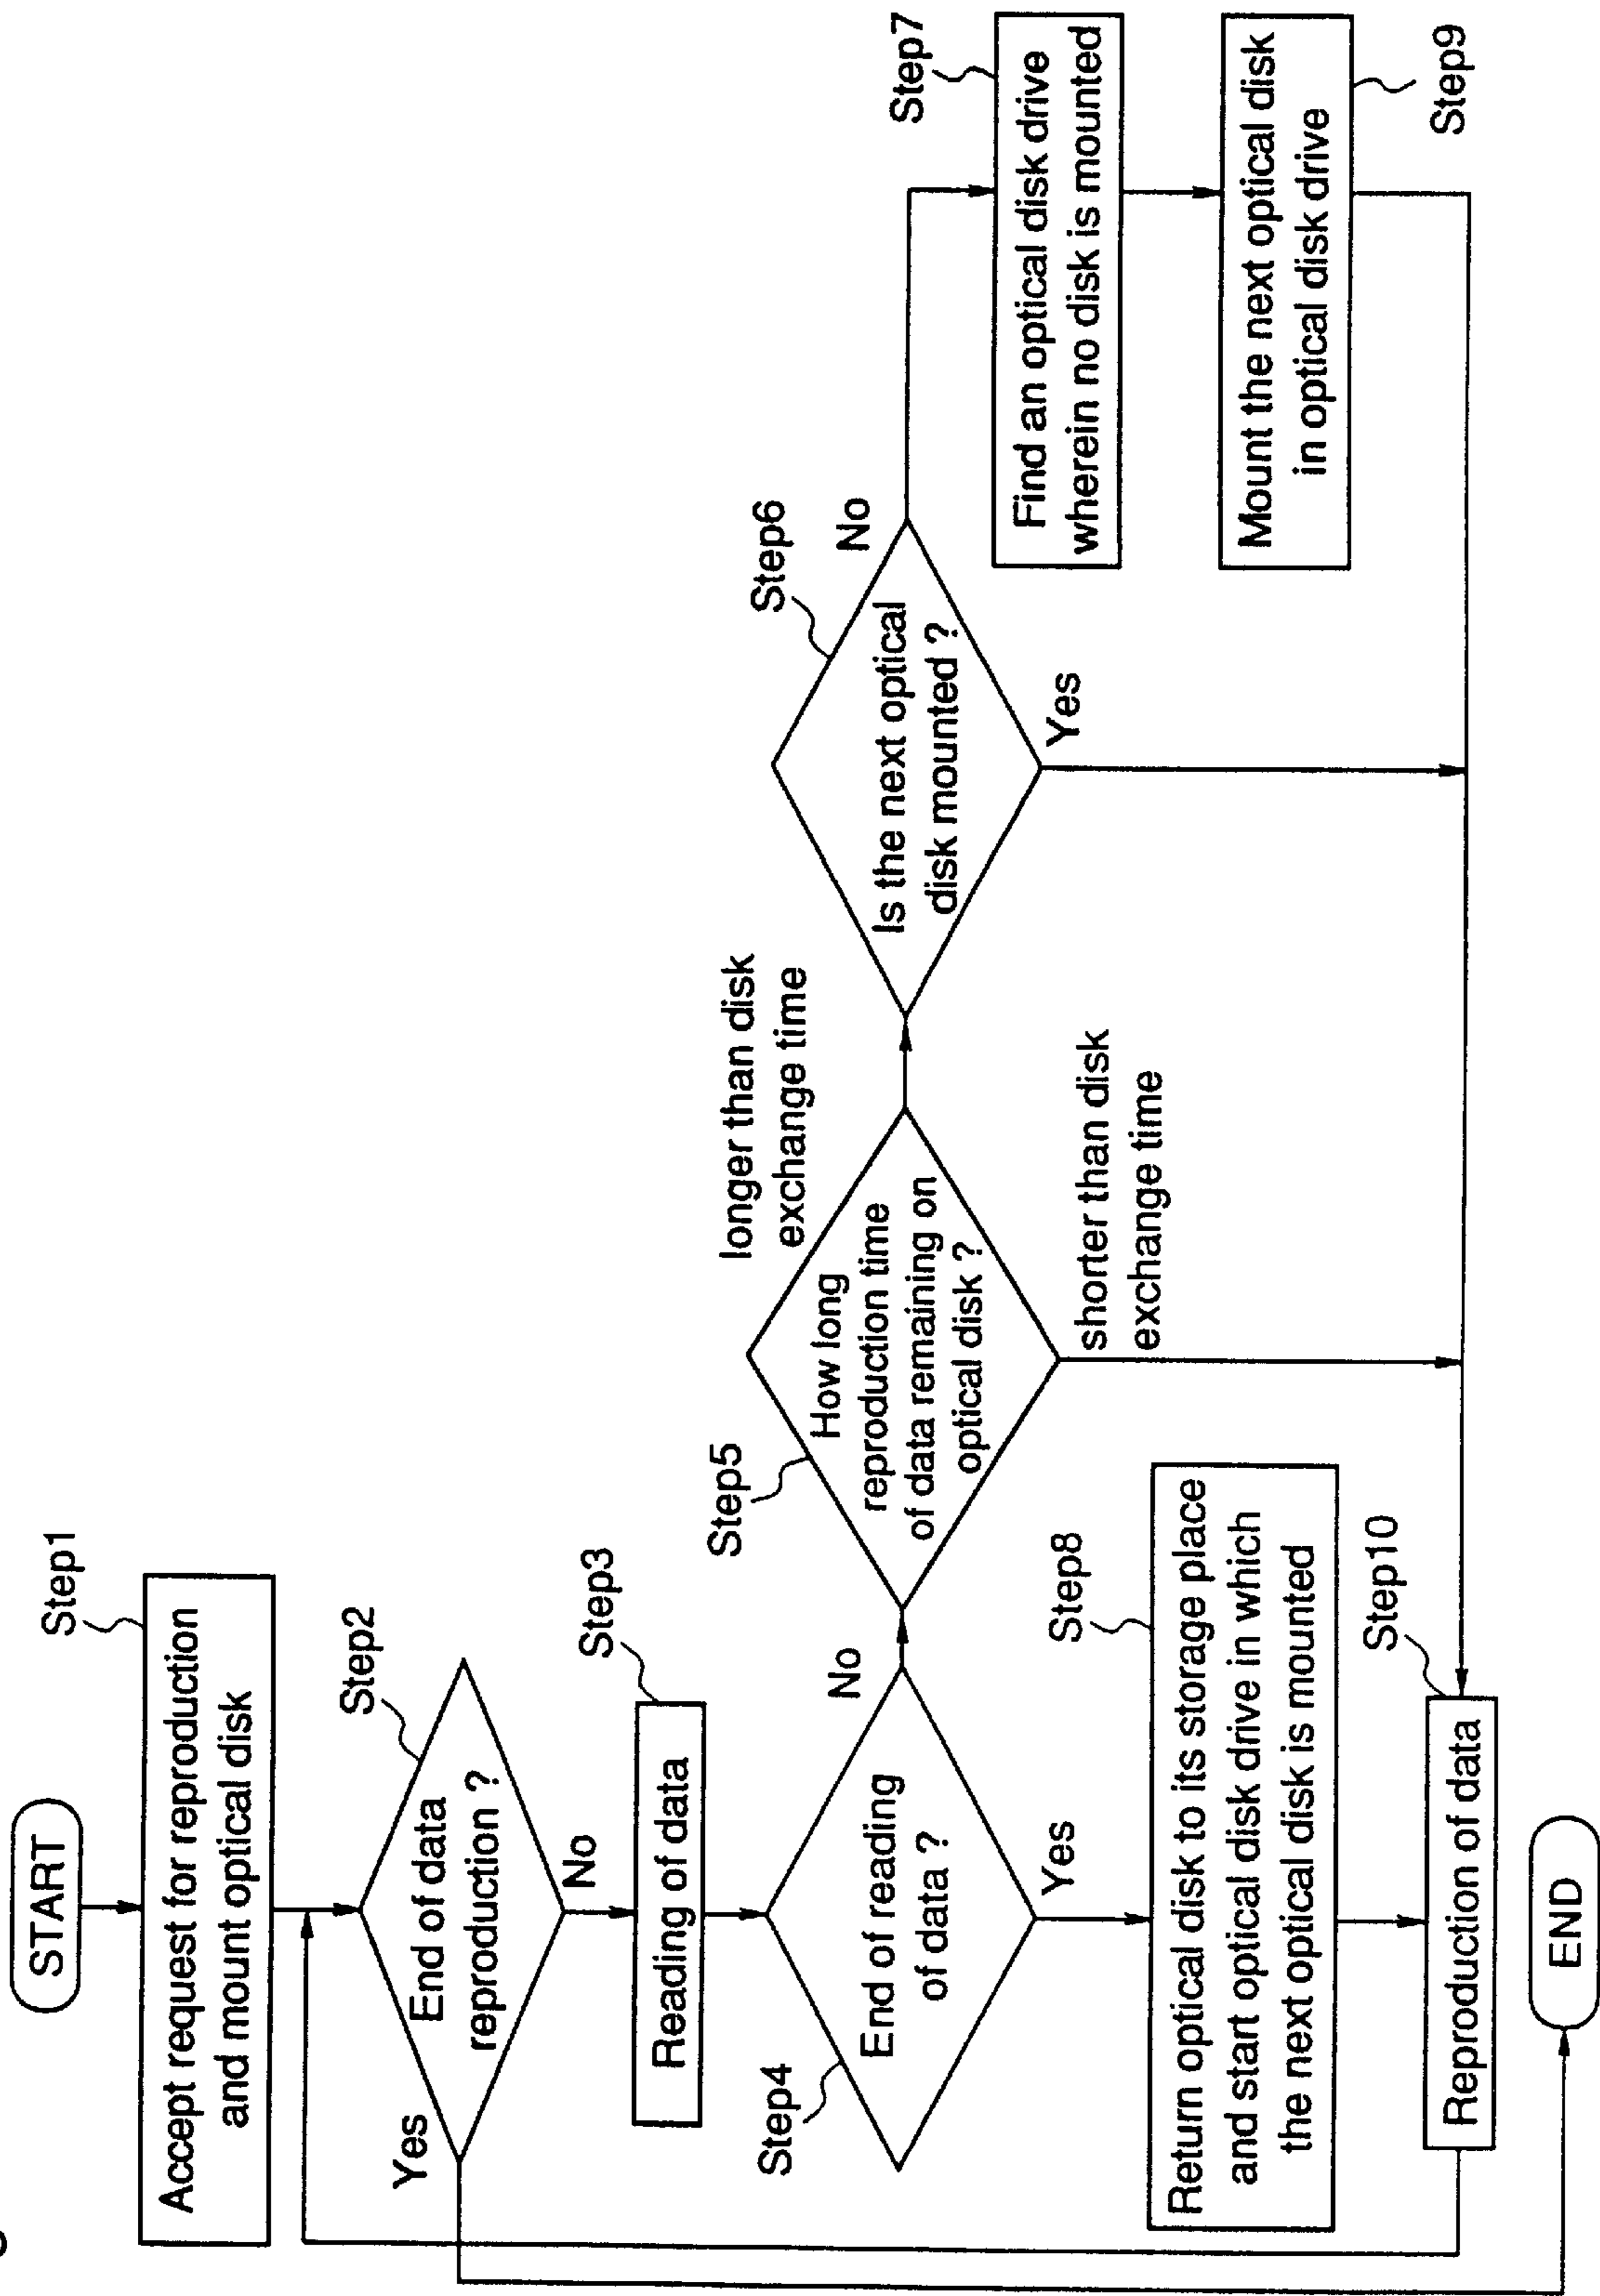 START
Step1
Accept request for reproduction
and mount optical disk
Step2
End of data
reproduction ?
Yes
No
Step3
Reading of data
Step4
End of reading
of data ?
No
Yes
Step5
How long
reproduction time
of data remaining on
optical disk ?
longer than disk
exchange time
shorter than disk
exchange time
Step6
Is the next optical
disk mounted ?
No
Yes
Step7
Find an optical disk drive
wherein no disk is mounted
Mount the next optical disk
in optical disk drive
Step9
Step8
Return optical disk to its storage place
and start optical disk drive in which
the next optical disk is mounted
Step10
Reproduction of data
END